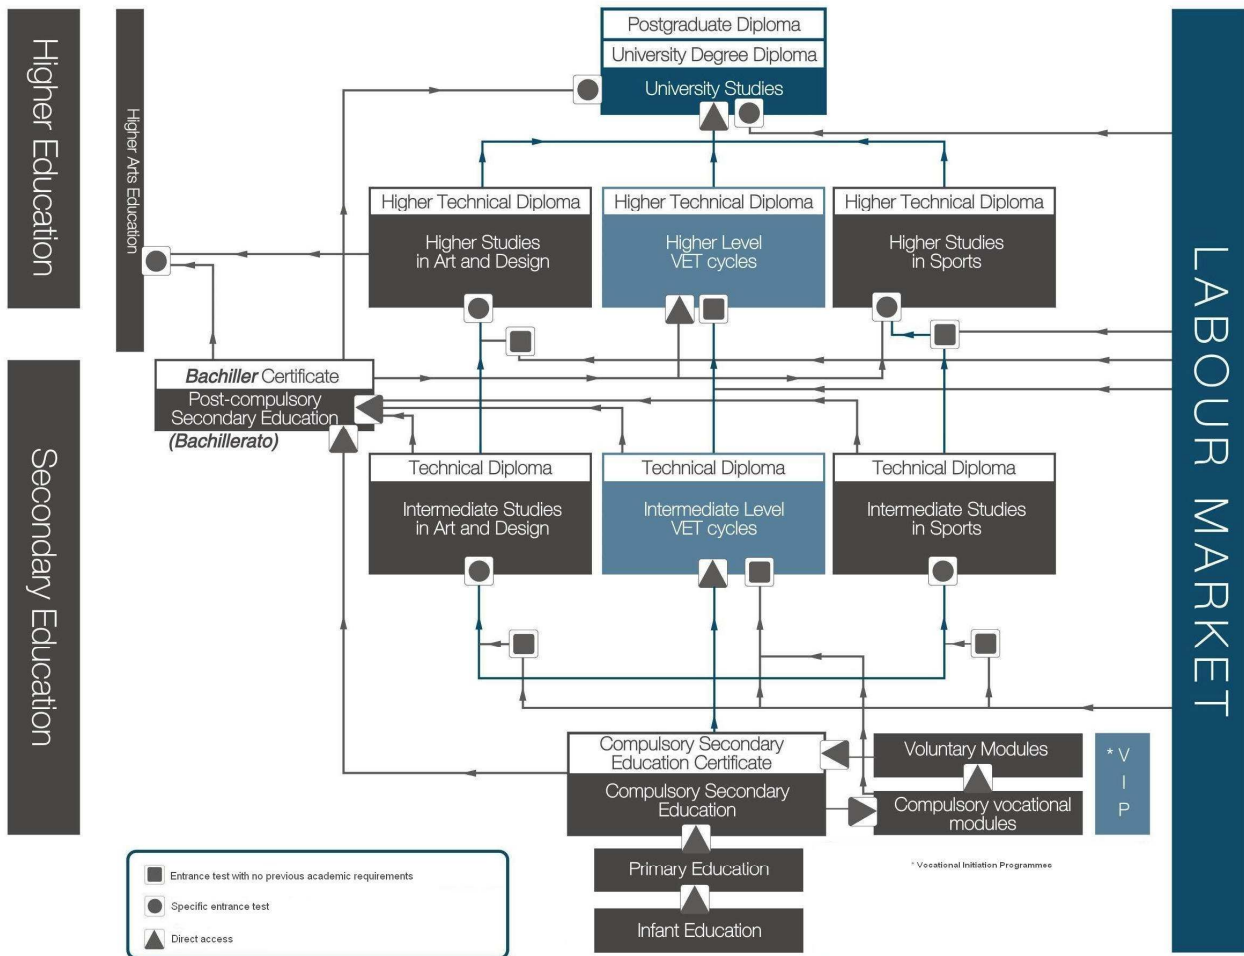 Higher Education
Higher Arts Education
Postgraduate Diploma
University Degree Diploma
University Studies
Higher Technical Diploma
Higher Studies
in Art and Design
Higher Technical Diploma
Higher Level
VET cycles
Higher Technical Diploma
Higher Studies
in Sports
LABOUR MARKET
Secondary Education
Bachiller Certificate
Post-compulsory
Secondary Education
(Bachillerato)
Technical Diploma
Intermediate Studies
in Art and Design
Technical Diploma
Intermediate Level
VET cycles
Technical Diploma
Intermediate Studies
in Sports
Compulsory Secondary
Education Certificate
Compulsory Secondary
Education
Voluntary Modules
Compulsory vocational
modules
* V
I
P
Primary Education
Infant Education
* Vocational Initiation Programmes
Entrance test with no previous academic requirements
Specific entrance test
Direct access